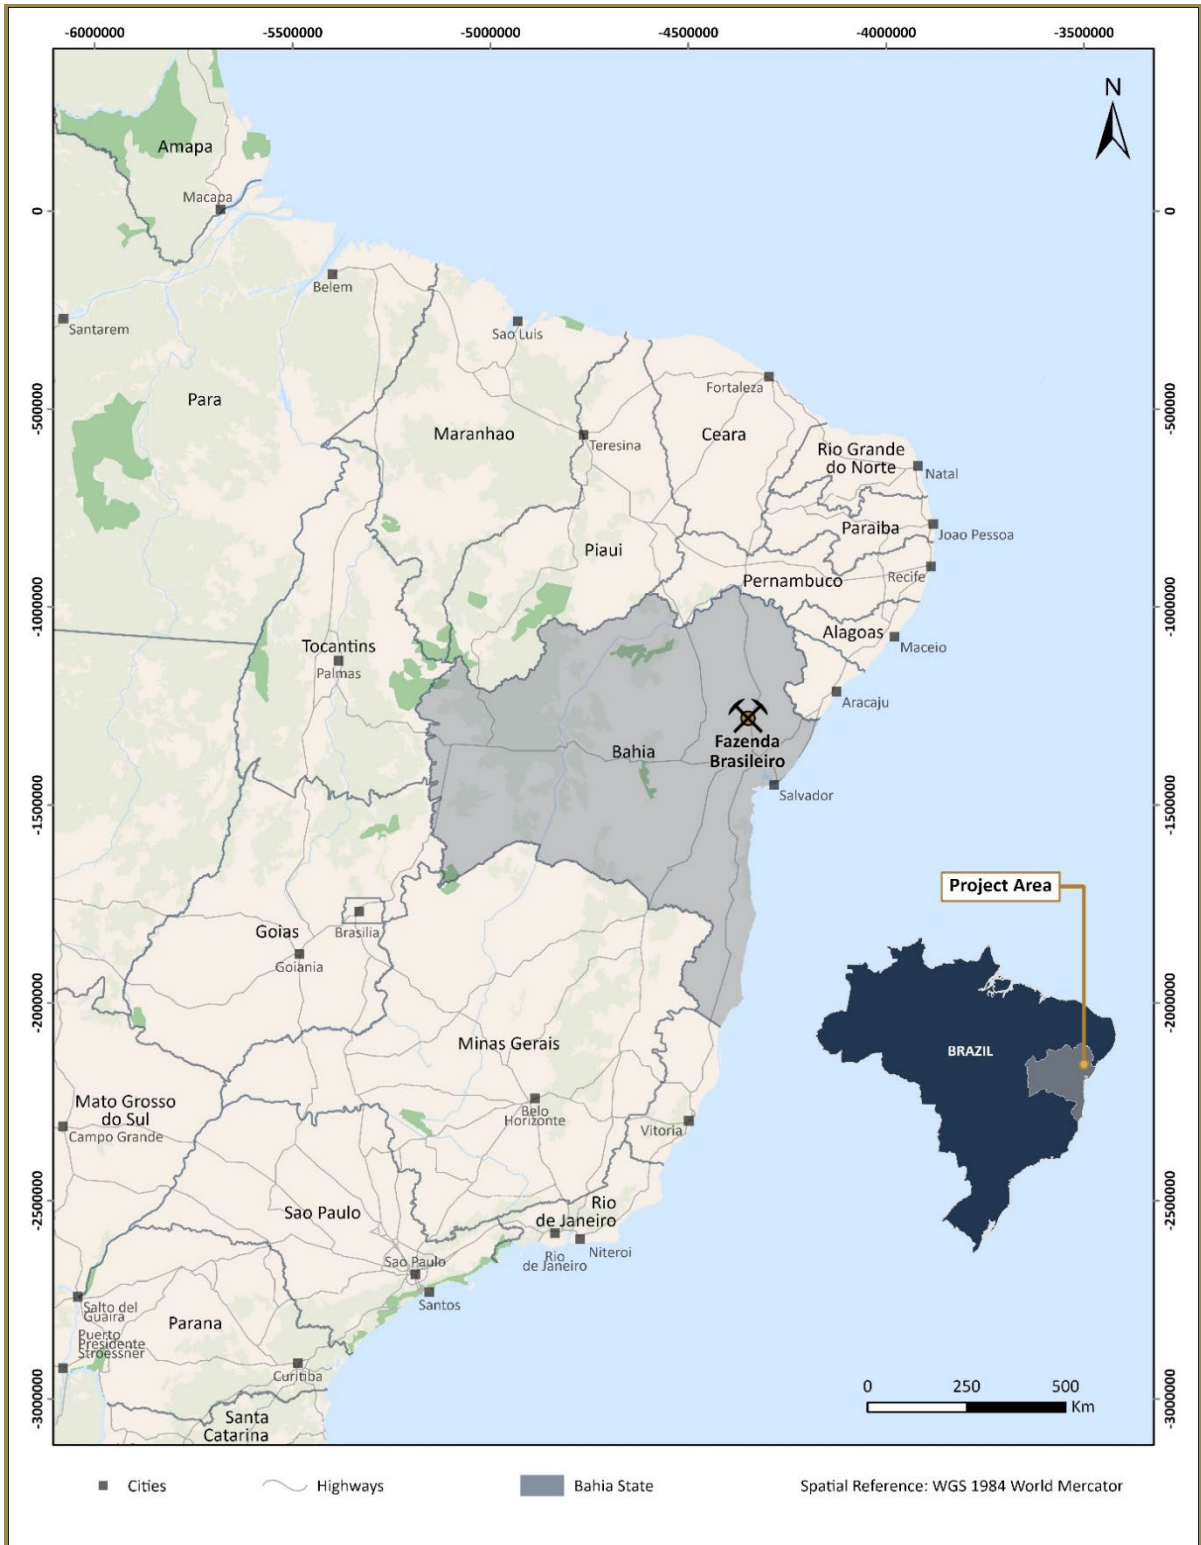 -6000000 -5500000 -5000000 -4500000 -4000000 -3500000
N
Amapa
Macapa
0
0
Belem
Santarem
Sao Luis
Para
Fortaleza
-500000
-500000
Maranhao
Teresina
Ceara
Rio Grande
do Norte
Natal
Paraiba
Joao Pessoa
Piaui
Recife
Pernambuco
-1000000
-1000000
Alagoas
Maceio
Tocantins
Palmas
Aracaju
Fazenda
Brasileiro
Bahia
Salvador
-1500000
-1500000
Project Area
Goias
Brasilia
Goiania
-2000000
-2000000
Minas Gerais
BRAZIL
Mato Grosso
do Sul
Campo Grande
Belo
Horizonte
Vitoria
-2500000
-2500000
Sao Paulo
Rio
de Janeiro
Rio
de Janeiro
Niteroi
Sao Paulo
Santos
Salto del
Guaira
Parana
Puerto
Presidente
Stroessner
Curitiba
0 250 500
Km
-3000000
-3000000
Santa
Catarina
Cities
Highways
Bahia State
Spatial Reference: WGS 1984 World Mercator